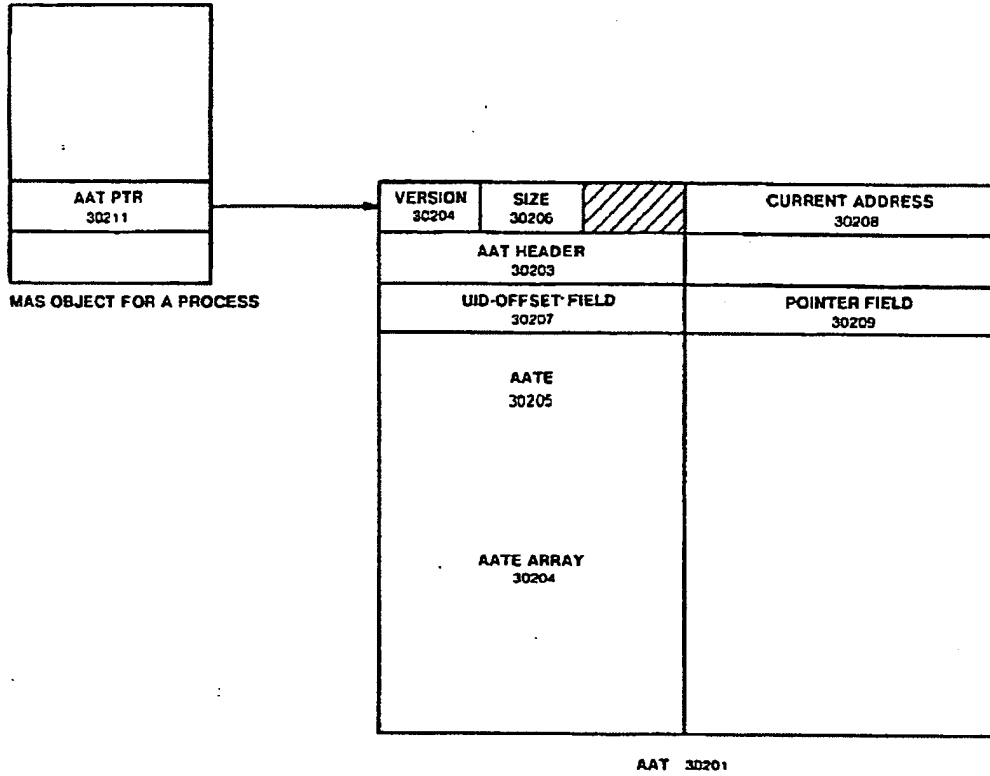 AAT PTR
30211
MAS OBJECT FOR A PROCESS
VERSION
30204
SIZE
30206
CURRENT ADDRESS
30208
AAT HEADER
30203
UID-OFFSET FIELD
30207
POINTER FIELD
30209
AATE
30205
AATE ARRAY
30204
AAT 30201